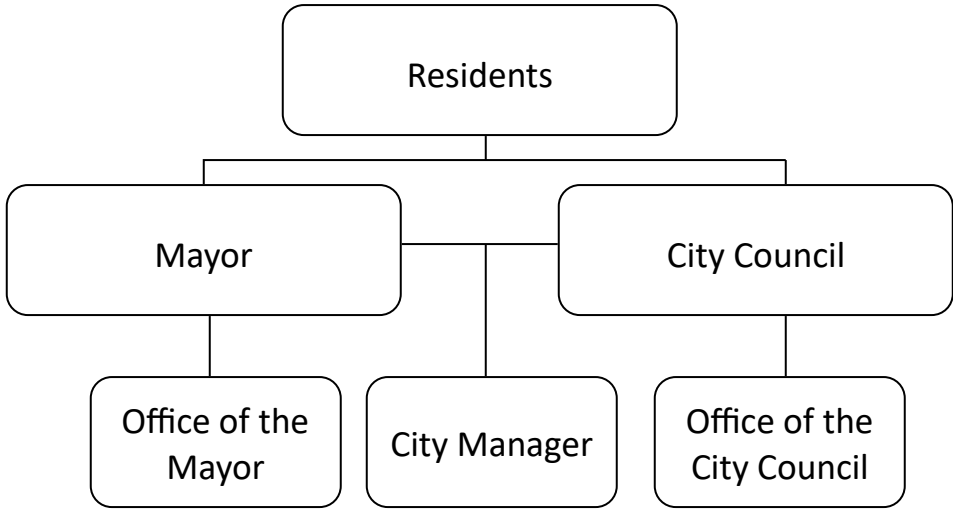 Residents
Mayor
City Council
Office of the
Mayor
City Manager
Office of the
City Council